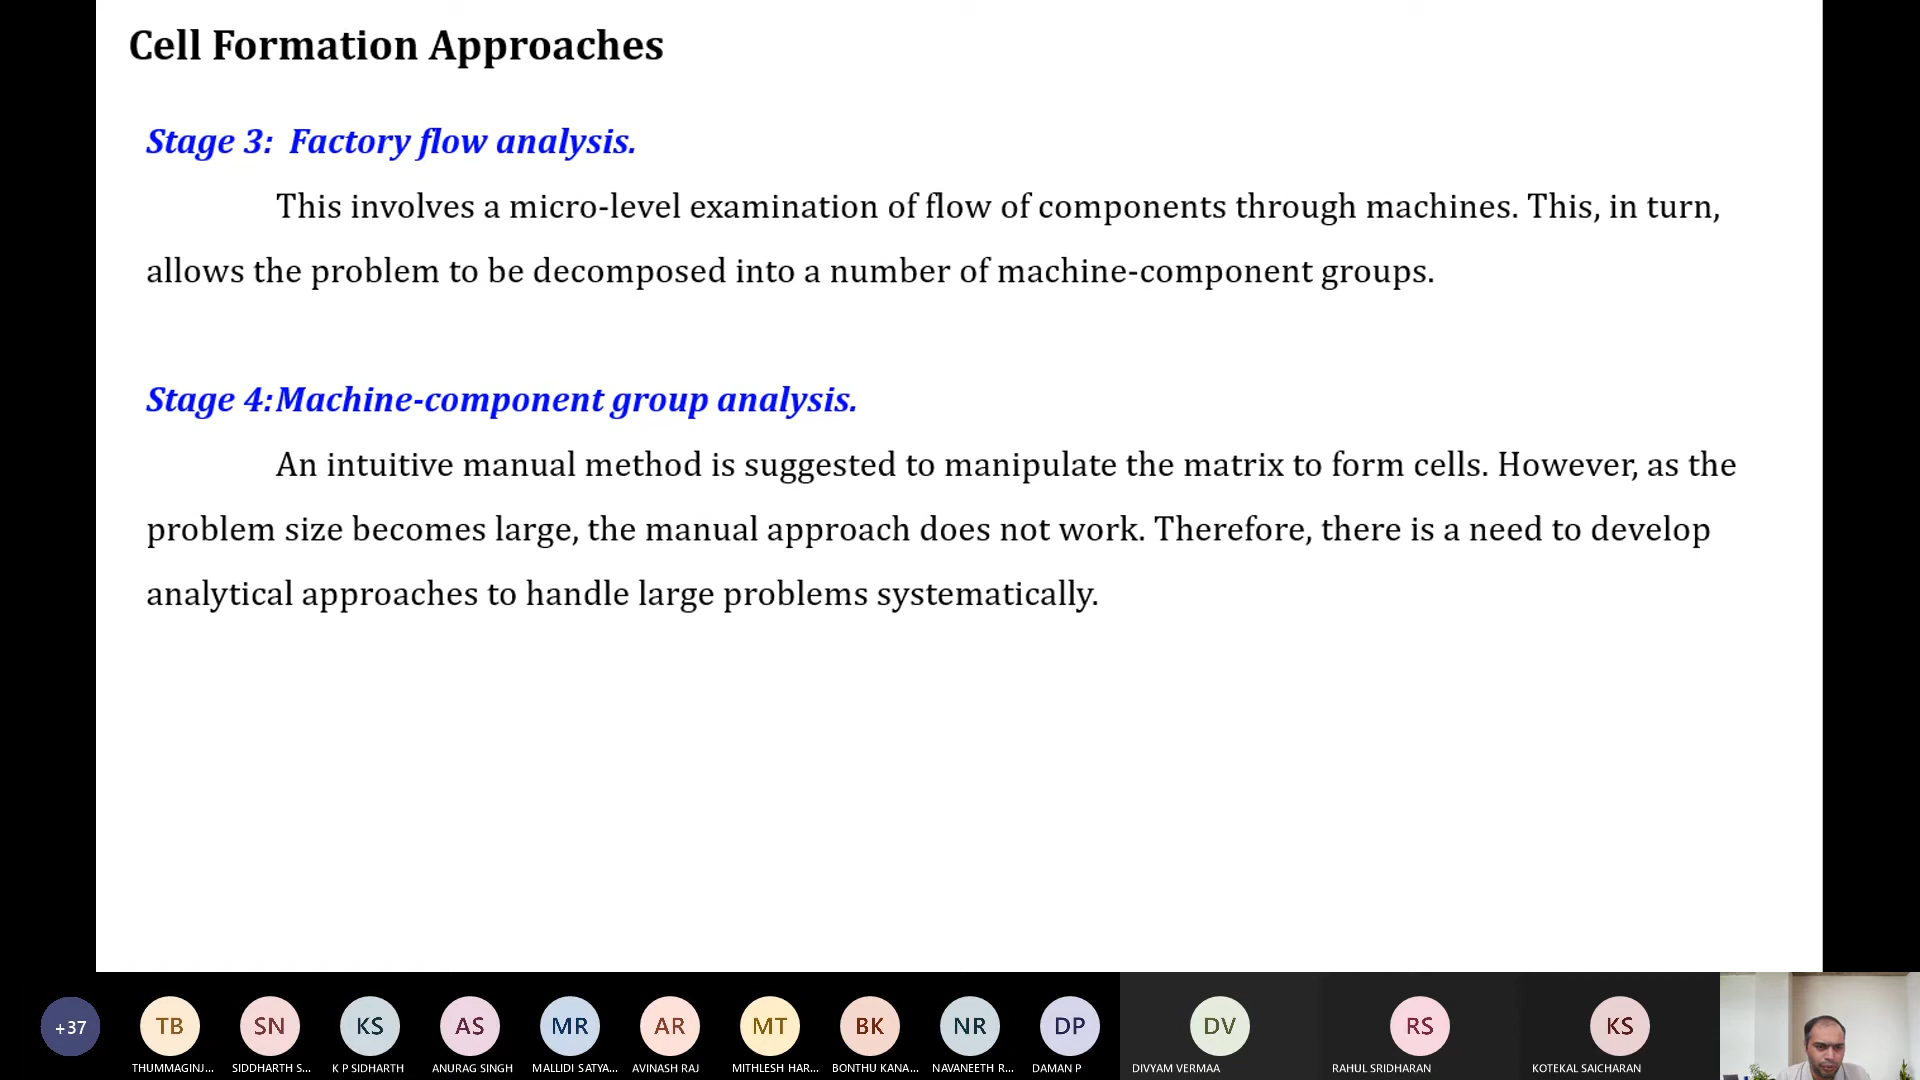 Cell Formation Approaches
Stage 3: Factory flow analysis.
This involves a micro-level examination of flow of components through machines. This, in turn,
allows the problem to be decomposed into a number of machine-component groups.
Stage 4:Machine-component group analysis.
An intuitive manual method is suggested to manipulate the matrix to form cells. However, as the
problem size becomes large, the manual approach does not work. Therefore, there is a need to develop
analytical approaches to handle large problems systematically.
+37 TB SN KS AS MR AR MT BK NR DP DV RS KS
THUMMAGINJ... SIDDHARTH S... K P SIDHARTH ANURAG SINGH MALLIDI SATYA... AVINASH RAJ MITHLESH HAR... BONTHU KANA... NAVANEETH R... DAMAN P DIVYAM VERMAA RAHUL SRIDHARAN KOTEKAL SAICHARAN